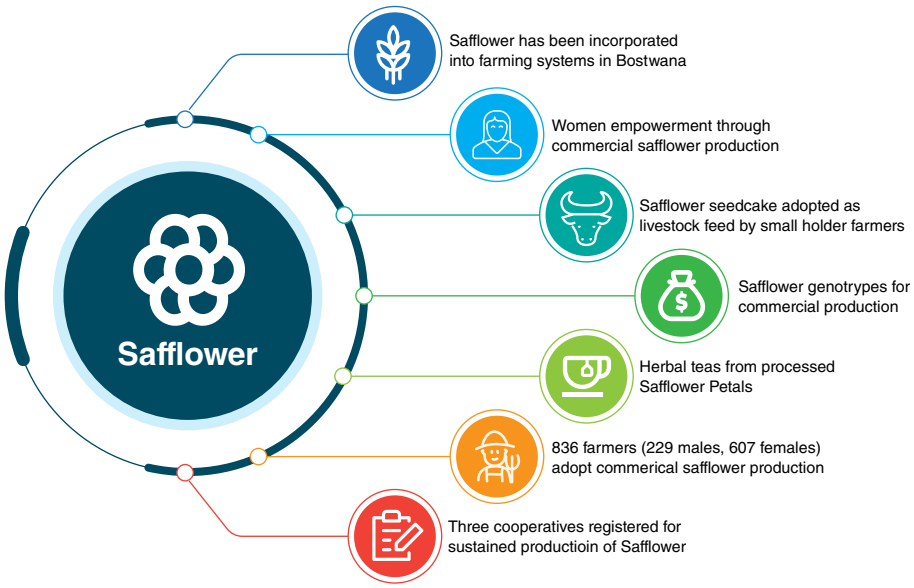 Safflower has been incorporated
into farming systems in Bostwana
Women empowerment through
commercial safflower production
Safflower seedcake adopted as
livestock feed by small holder farmers
Safflower genotrypes for
commercial production
$
Safflower
Herbal teas from processed
Safflower Petals
836 farmers (229 males, 607 females)
adopt commerical safflower production
Three cooperatives registered for
sustained productioin of Safflower